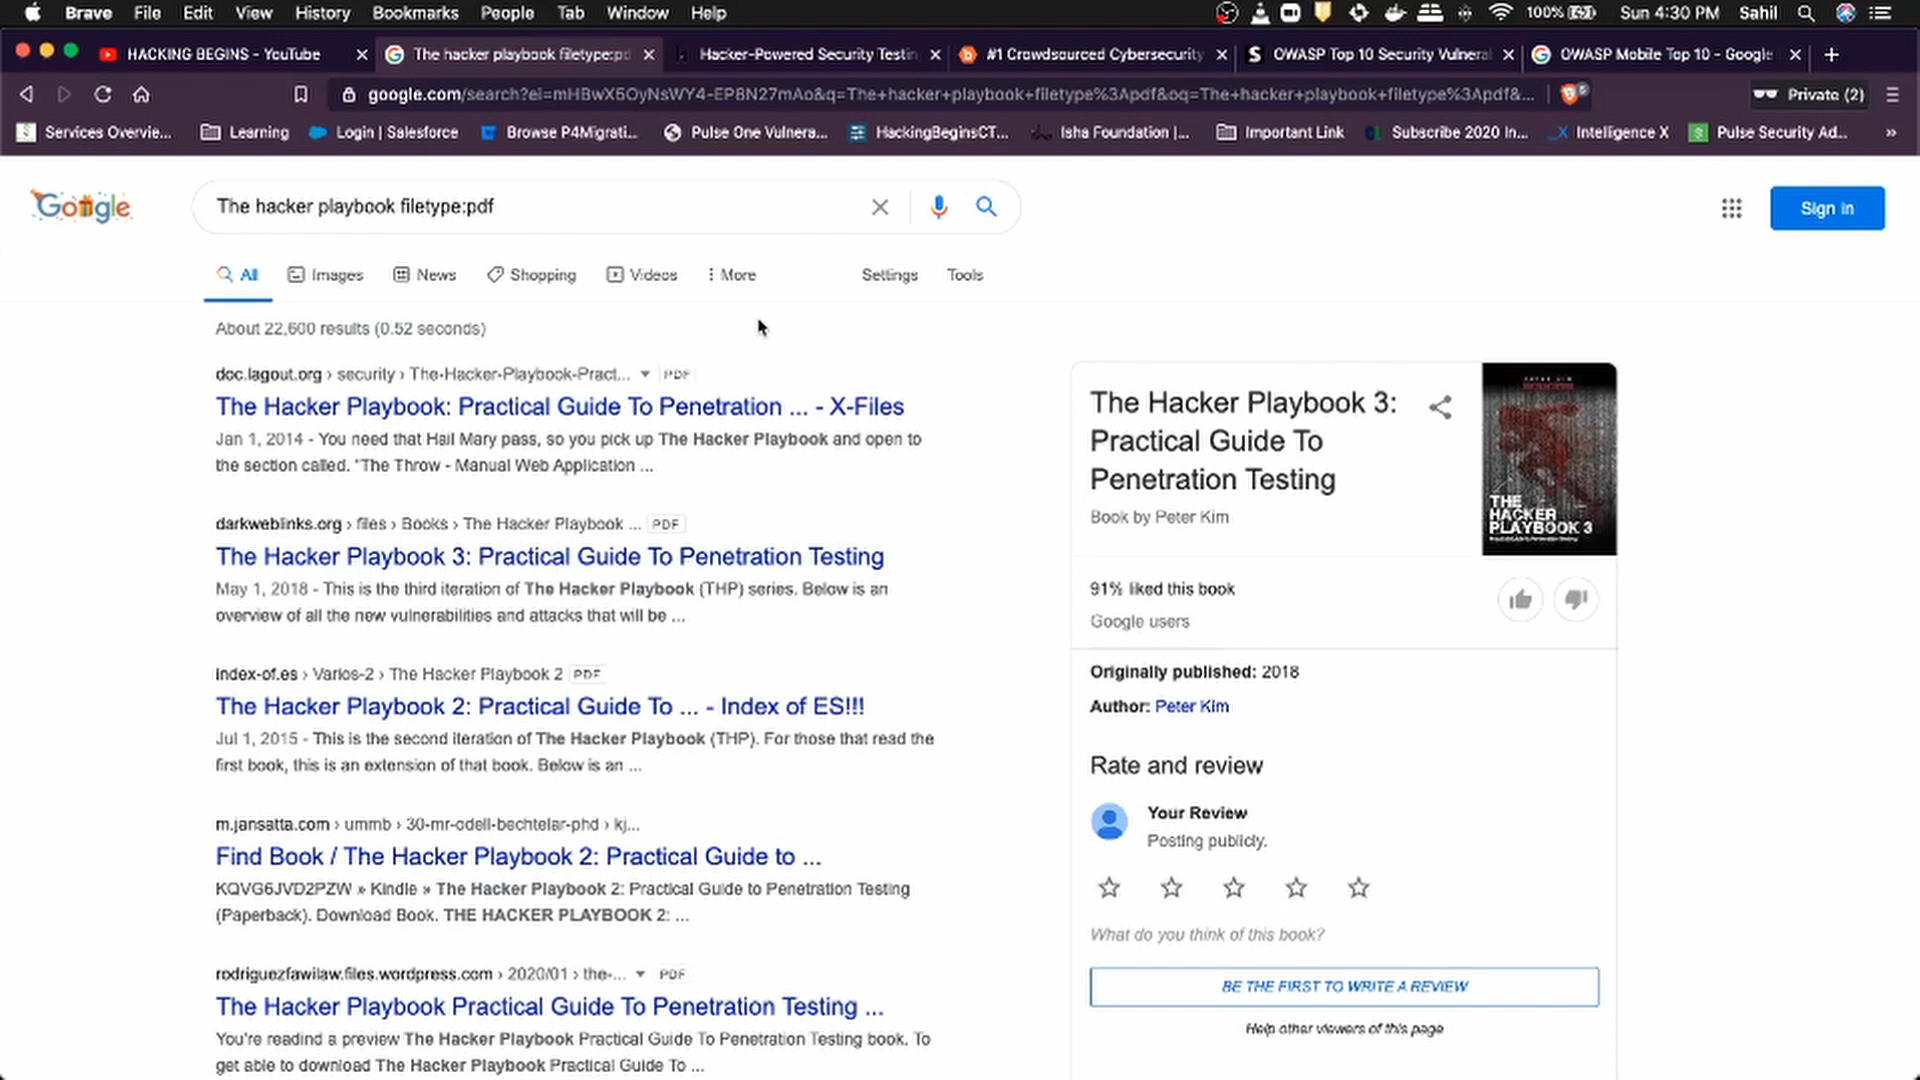 Brave File Edit View History Bookmarks People Tab Window Help 100% Sun 4:30 PM Sahil
HACKING BEGINS - YouTube The hacker playbook filetype:pd Hacker-Powered Security Testin #1 Crowdsourced Cybersecurity OWASP Top 10 Security Vulnera OWASP Mobile Top 10 - Google
google.com/search?ei=mHBwX6OyNsWY4-EP8N27mAo&q=The+hacker+playbook+filetype%3Apdf&oq=The+hacker+playbook+filetype%3Apdf&... Private (2)
Services Overvie... Learning Login | Salesforce Browse P4Migrati... Pulse One Vulnera... HackingBeginsCT... Isha Foundation |... Important Link Subscribe 2020 In... Intelligence X Pulse Security Ad... »
Google The hacker playbook filetype:pdf Sign in
All Images News Shopping Videos More Settings Tools
About 22,600 results (0.52 seconds)
doc.lagout.org › security › The-Hacker-Playbook-Pract... PDF
The Hacker Playbook: Practical Guide To Penetration ... - X-Files
Jan 1, 2014 - You need that Hail Mary pass, so you pick up The Hacker Playbook and open to
the section called. "The Throw - Manual Web Application ...
darkweblinks.org › files › Books › The Hacker Playbook ... PDF
The Hacker Playbook 3: Practical Guide To Penetration Testing
May 1, 2018 - This is the third iteration of The Hacker Playbook (THP) series. Below is an
overview of all the new vulnerabilities and attacks that will be ...
index-of.es › Varios-2 › The Hacker Playbook 2 PDF
The Hacker Playbook 2: Practical Guide To ... - Index of ES!!!
Jul 1, 2015 - This is the second iteration of The Hacker Playbook (THP). For those that read the
first book, this is an extension of that book. Below is an ...
m.jansatta.com › ummb › 30-mr-odell-bechtelar-phd › kj...
Find Book / The Hacker Playbook 2: Practical Guide to ...
KQVG6JVD2PZW » Kindle » The Hacker Playbook 2: Practical Guide to Penetration Testing
(Paperback). Download Book. THE HACKER PLAYBOOK 2: ...
rodriguezfawilaw.files.wordpress.com › 2020/01 › the-... PDF
The Hacker Playbook Practical Guide To Penetration Testing ...
You're readind a preview The Hacker Playbook Practical Guide To Penetration Testing book. To
get able to download The Hacker Playbook Practical Guide To ...
The Hacker Playbook 3:
Practical Guide To
Penetration Testing
Book by Peter Kim
THE
HACKER
PLAYBOOK 3
91% liked this book
Google users
Originally published: 2018
Author: Peter Kim
Rate and review
Your Review
Posting publicly.
What do you think of this book?
BE THE FIRST TO WRITE A REVIEW
Help other viewers of this page